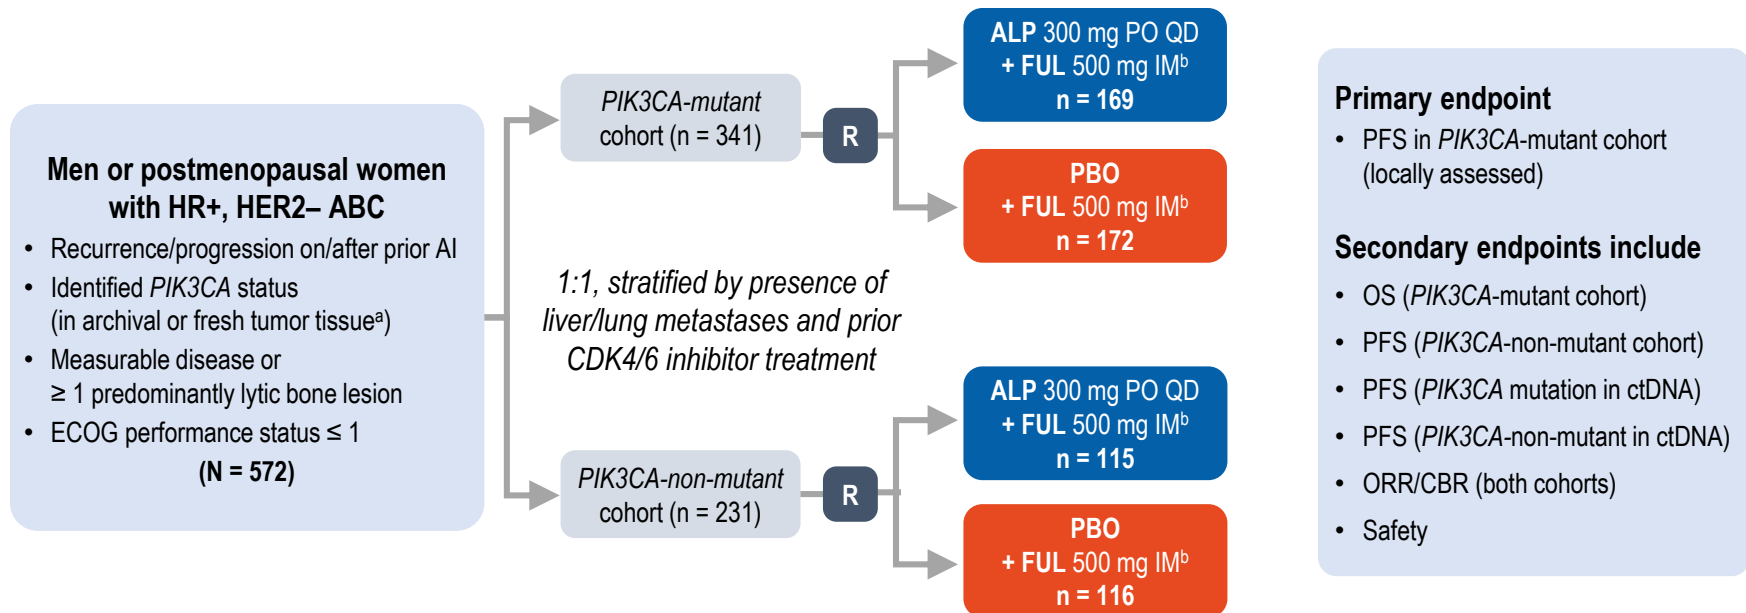 Men or postmenopausal women
with HR+, HER2– ABC
• Recurrence/progression on/after prior AI
• Identified PIK3CA status
(in archival or fresh tumor tissueᵃ)
• Measurable disease or
≥ 1 predominantly lytic bone lesion
• ECOG performance status ≤ 1
(N = 572)
PIK3CA-mutant
cohort (n = 341)
R
ALP 300 mg PO QD
+ FUL 500 mg IMᵇ
n = 169
PBO
+ FUL 500 mg IMᵇ
n = 172
1:1, stratified by presence of
liver/lung metastases and prior
CDK4/6 inhibitor treatment
PIK3CA-non-mutant
cohort (n = 231)
R
ALP 300 mg PO QD
+ FUL 500 mg IMᵇ
n = 115
PBO
+ FUL 500 mg IMᵇ
n = 116
Primary endpoint
• PFS in PIK3CA-mutant cohort
(locally assessed)
Secondary endpoints include
• OS (PIK3CA-mutant cohort)
• PFS (PIK3CA-non-mutant cohort)
• PFS (PIK3CA mutation in ctDNA)
• PFS (PIK3CA-non-mutant in ctDNA)
• ORR/CBR (both cohorts)
• Safety